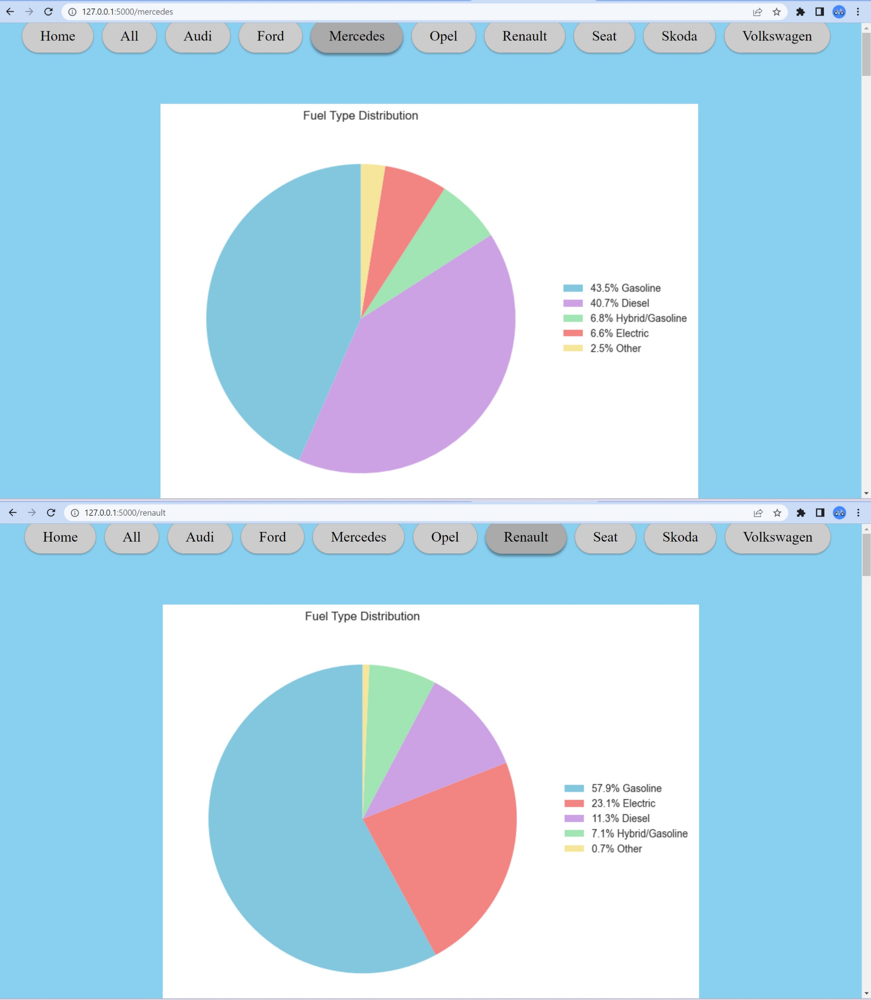 127.0.0.1:5000/mercedes
Home All Audi Ford Mercedes Opel Renault Seat Skoda Volkswagen
Fuel Type Distribution
43.5% Gasoline
40.7% Diesel
6.8% Hybrid/Gasoline
6.6% Electric
2.5% Other
127.0.0.1:5000/renault
Home All Audi Ford Mercedes Opel Renault Seat Skoda Volkswagen
Fuel Type Distribution
57.9% Gasoline
23.1% Electric
11.3% Diesel
7.1% Hybrid/Gasoline
0.7% Other